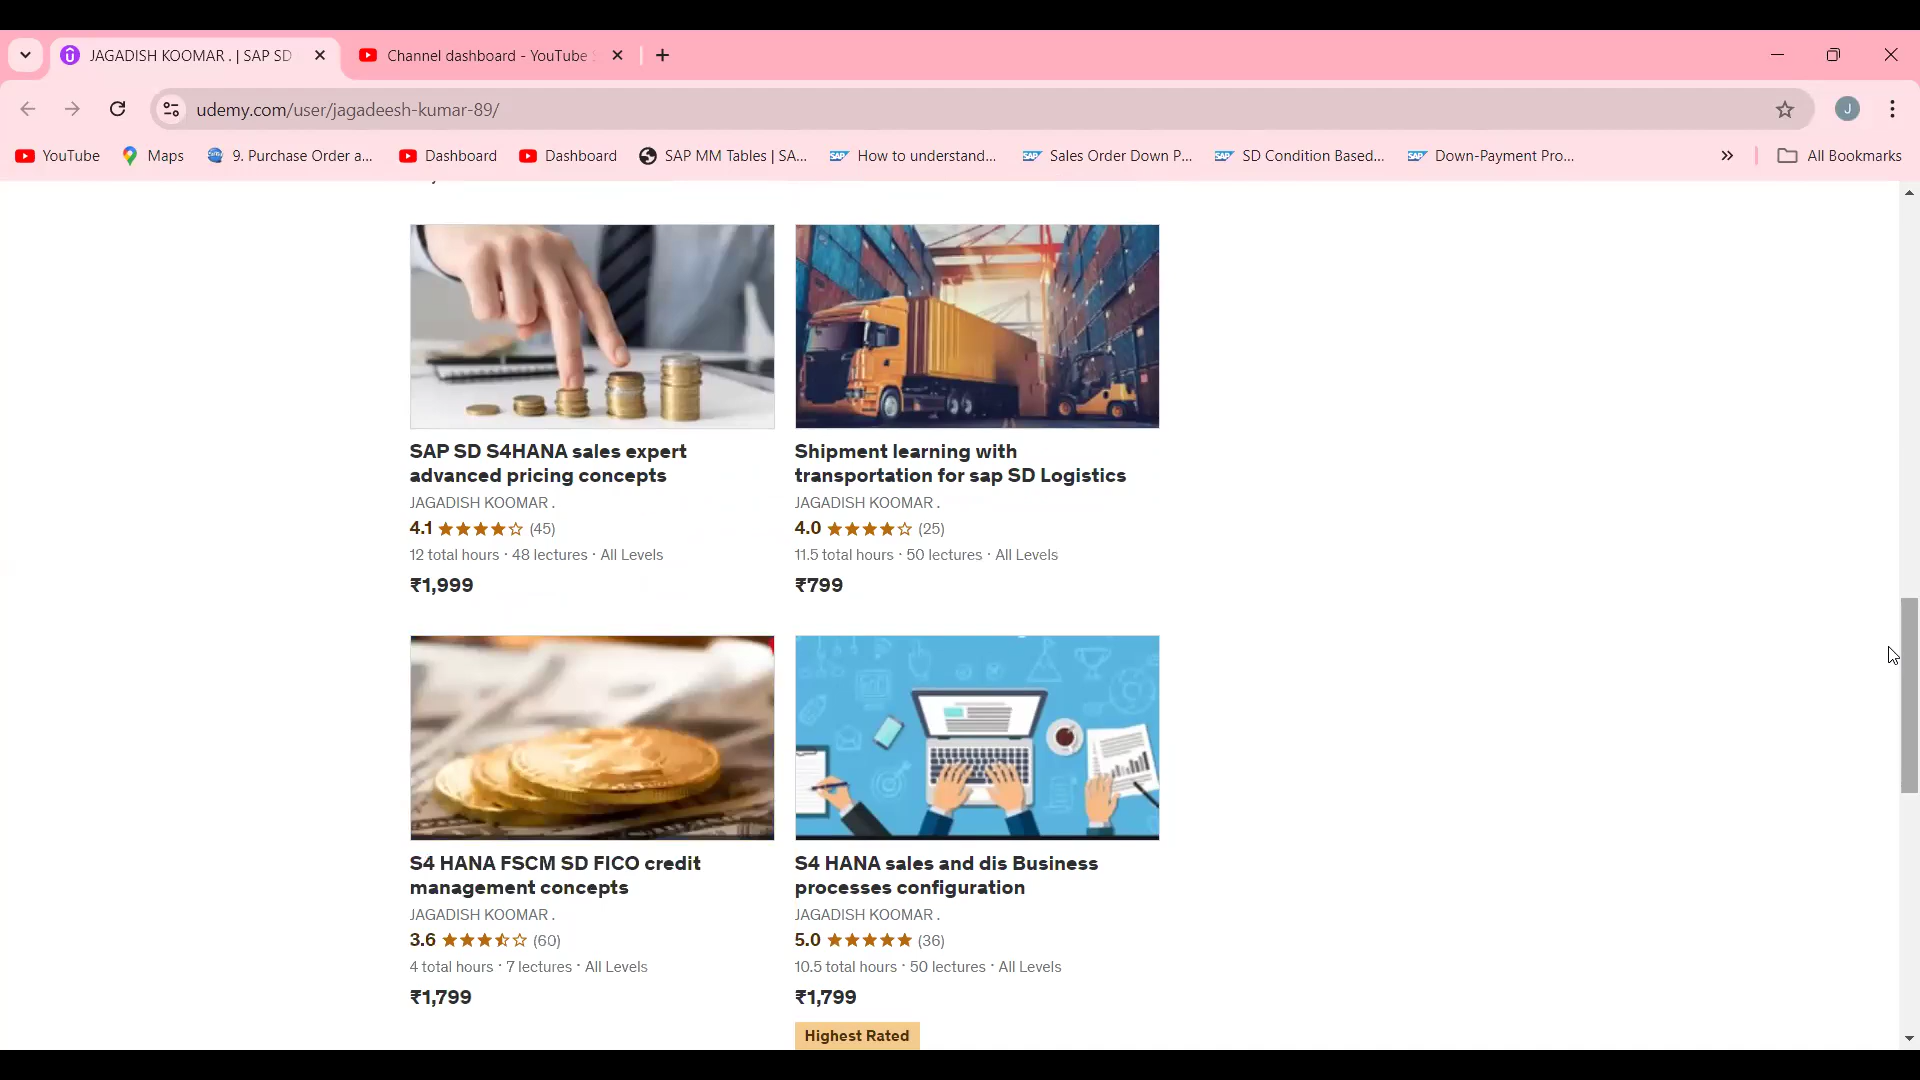 JAGADISH KOOMAR . | SAP SD
Channel dashboard - YouTube
udemy.com/user/jagadeesh-kumar-89/
J
YouTube
Maps
9. Purchase Order a...
Dashboard
Dashboard
SAP MM Tables | SA...
How to understand...
Sales Order Down P...
SD Condition Based...
Down-Payment Pro...
All Bookmarks
SAP SD S4HANA sales expert
advanced pricing concepts
JAGADISH KOOMAR .
4.1 (45)
12 total hours · 48 lectures · All Levels
₹1,999
Shipment learning with
transportation for sap SD Logistics
JAGADISH KOOMAR .
4.0 (25)
11.5 total hours · 50 lectures · All Levels
₹799
S4 HANA FSCM SD FICO credit
management concepts
JAGADISH KOOMAR .
3.6 (60)
4 total hours · 7 lectures · All Levels
₹1,799
S4 HANA sales and dis Business
processes configuration
JAGADISH KOOMAR .
5.0 (36)
10.5 total hours · 50 lectures · All Levels
₹1,799
Highest Rated